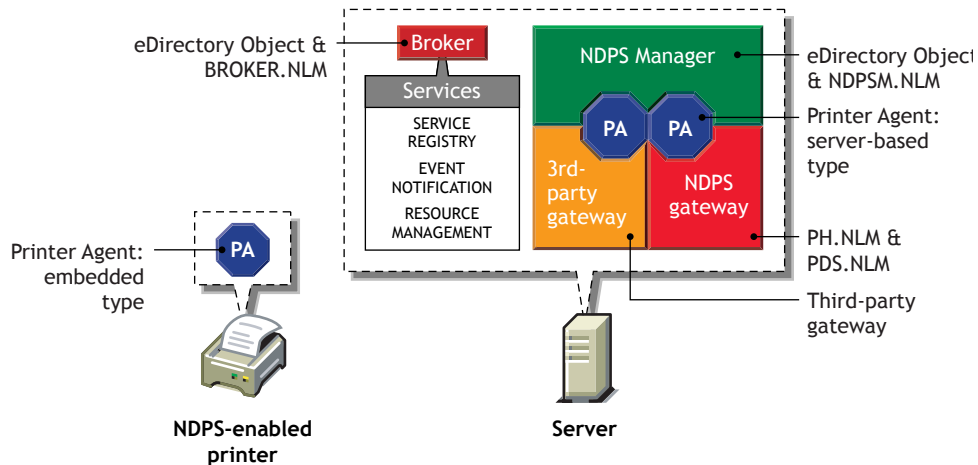 eDirectory Object &
BROKER.NLM
Broker
Services
SERVICE
REGISTRY
EVENT
NOTIFICATION
RESOURCE
MANAGEMENT
NDPS Manager
PA
PA
3rd-
party
gateway
NDPS
gateway
eDirectory Object
& NDPSM.NLM
Printer Agent:
server-based
type
PH.NLM &
PDS.NLM
Third-party
gateway
Printer Agent:
embedded
type
PA
NDPS-enabled
printer
Server